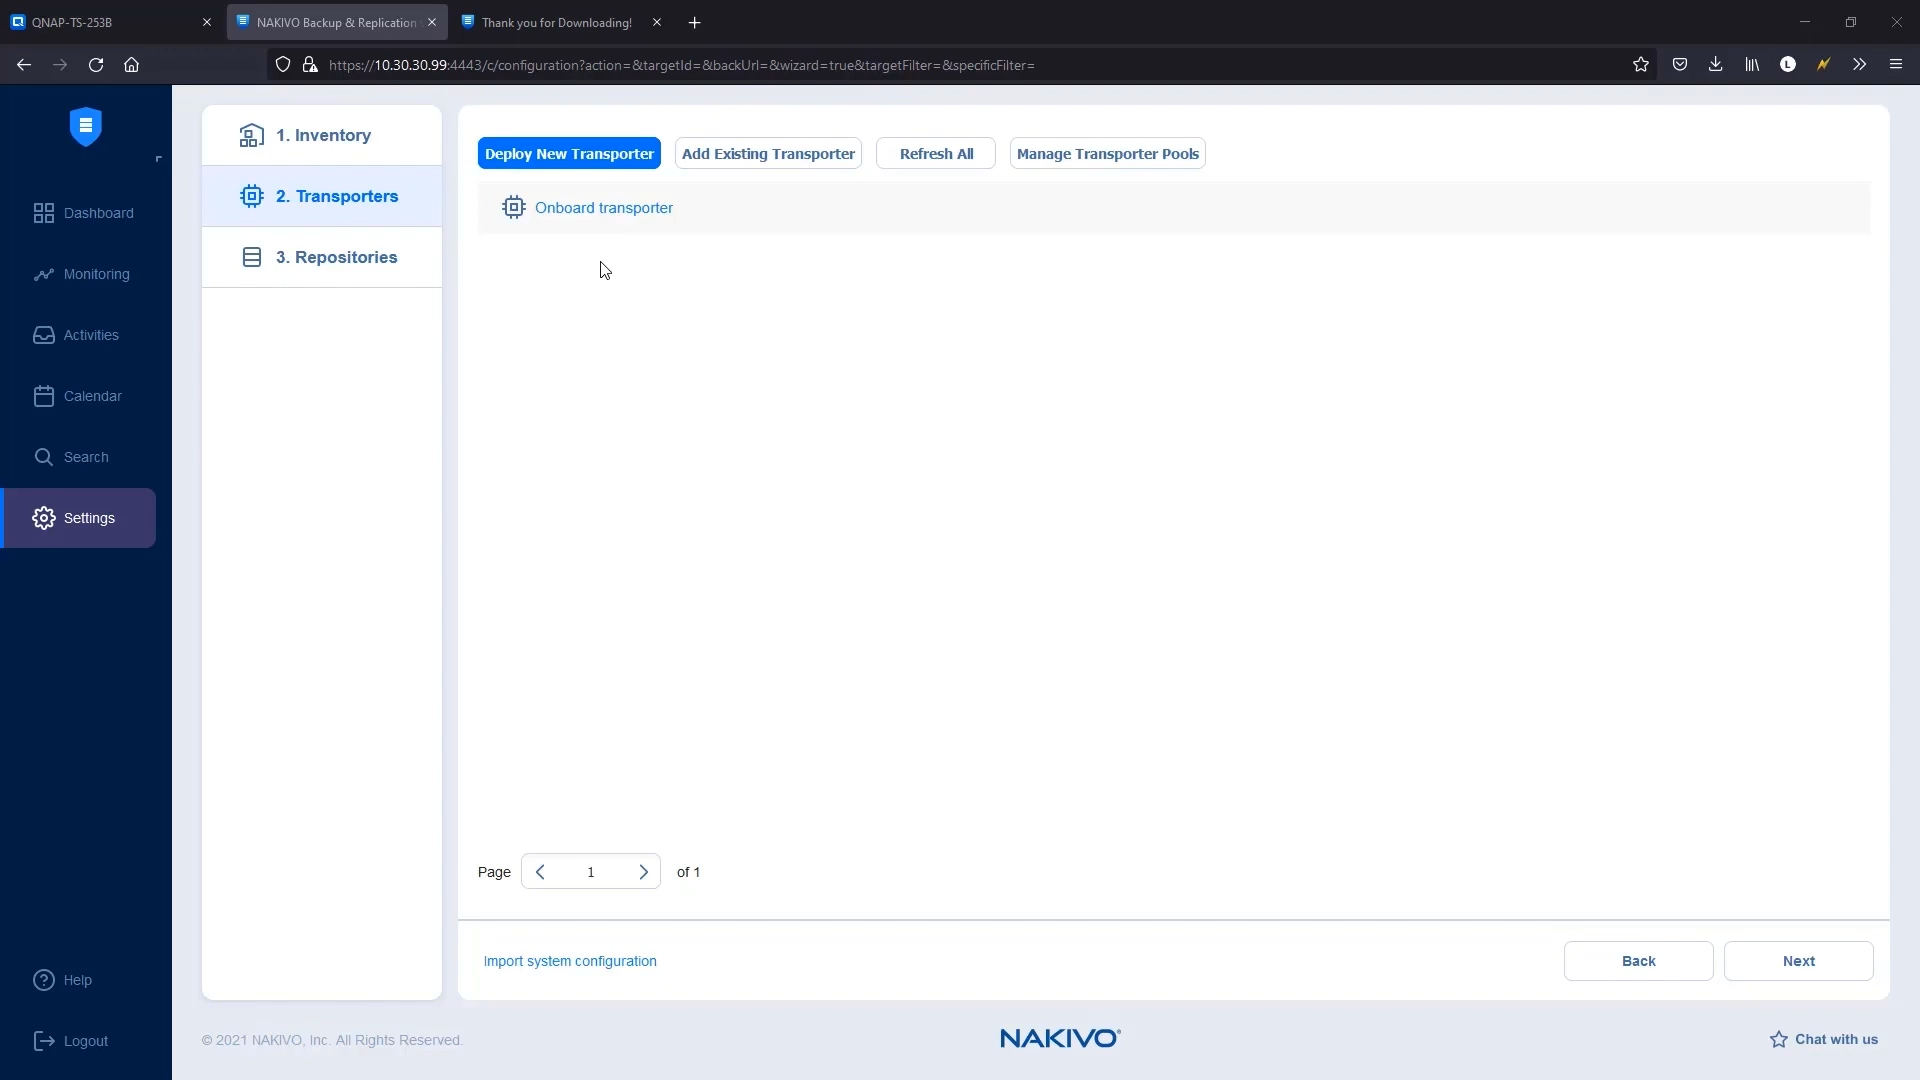 QNAP-TS-253B
NAKIVO Backup & Replication
Thank you for Downloading!
https://10.30.30.99:4443/c/configuration?action=&targetId=&backUrl=&wizard=true&targetFilter=&specificFilter=
L
Dashboard
Monitoring
Activities
Calendar
Search
Settings
Help
Logout
1. Inventory
2. Transporters
3. Repositories
Deploy New Transporter
Add Existing Transporter
Refresh All
Manage Transporter Pools
Onboard transporter
Page
1
of 1
Import system configuration
Back
Next
© 2021 NAKIVO, Inc. All Rights Reserved.
NAKIVO®
Chat with us